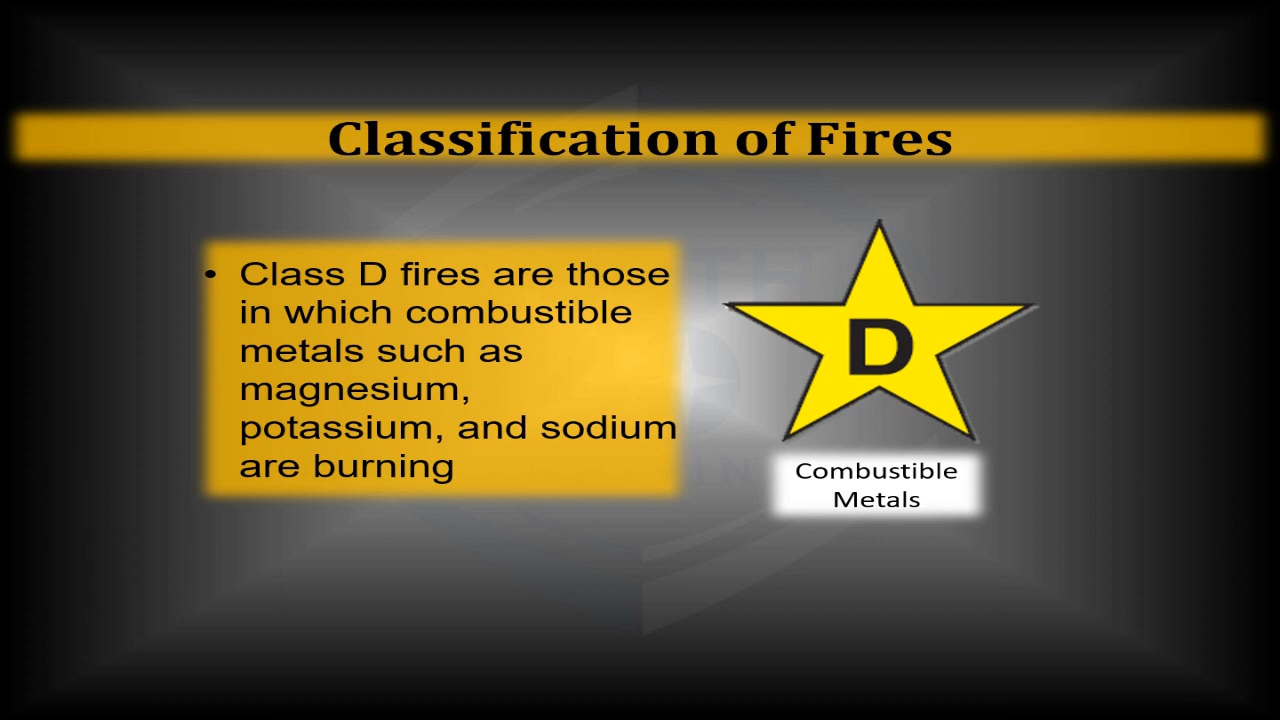 Classification of Fires
• Class D fires are those
in which combustible
metals such as
magnesium,
potassium, and sodium
are burning
D
Combustible
Metals